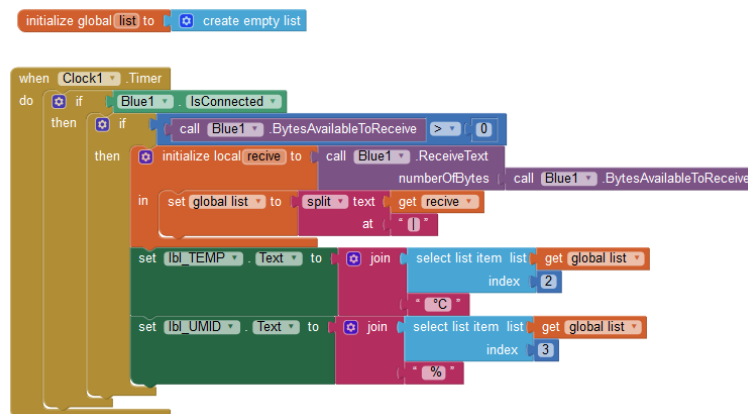 initialize global list to create empty list
when Clock1 .Timer
do if Blue1 . IsConnected
then if call Blue1 .BytesAvailableToReceive > 0
then initialize local recive to call Blue1 .ReceiveText
numberOfBytes call Blue1 .BytesAvailableToReceive
in set global list to split text get recive
at " | "
set lbl_TEMP . Text to join select list item list get global list
index 2
" °C "
set lbl_UMID . Text to join select list item list get global list
index 3
" % "